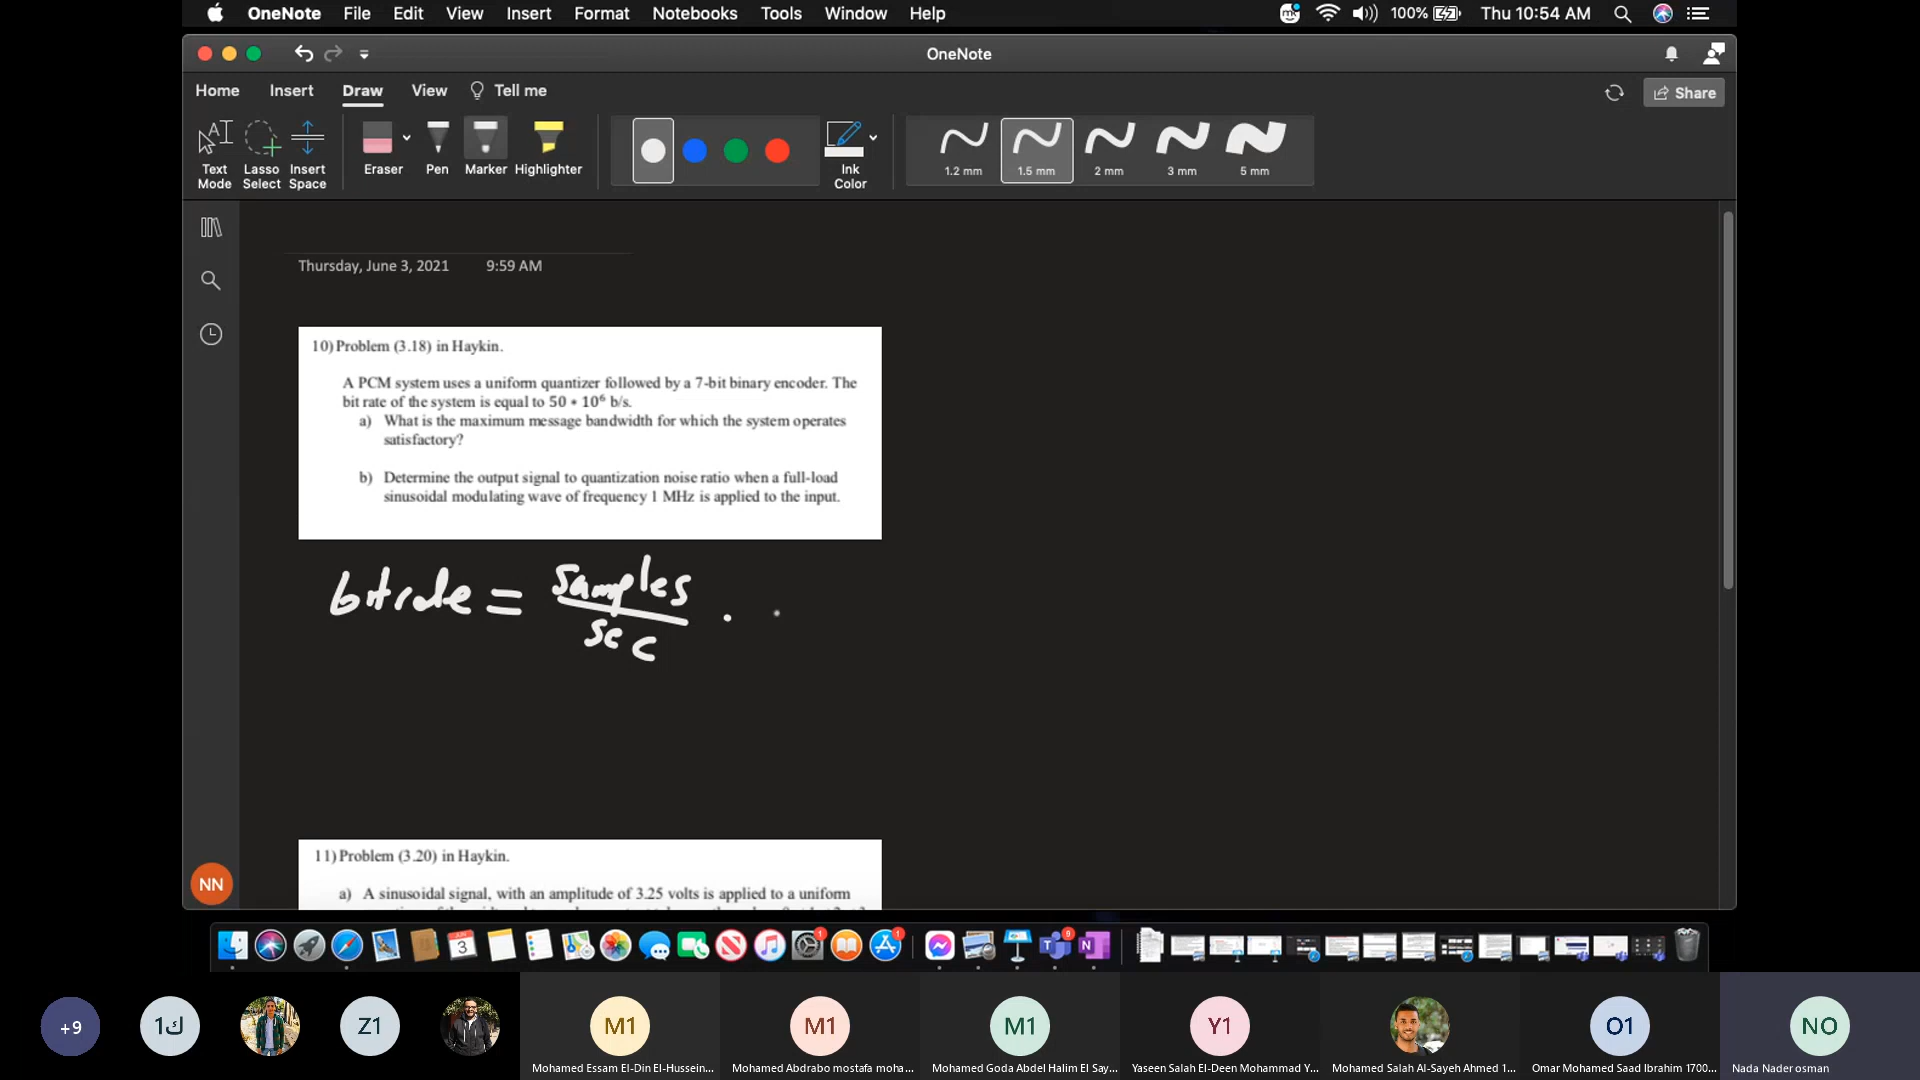 OneNote File Edit View Insert Format Notebooks Tools Window Help 100% Thu 10:54 AM
OneNote
Home Insert Draw View Tell me Share
Text Mode Lasso Select Insert Space Eraser Pen Marker Highlighter Ink Color 1.2 mm 1.5 mm 2 mm 3 mm 5 mm
Thursday, June 3, 2021 9:59 AM
10) Problem (3.18) in Haykin.
A PCM system uses a uniform quantizer followed by a 7-bit binary encoder. The
bit rate of the system is equal to 50 * 10⁶ b/s.
a) What is the maximum message bandwidth for which the system operates
satisfactory?
b) Determine the output signal to quantization noise ratio when a full-load
sinusoidal modulating wave of frequency 1 MHz is applied to the input.
bitrate = samples / sec .
11) Problem (3.20) in Haykin.
a) A sinusoidal signal, with an amplitude of 3.25 volts is applied to a uniform
NN
+9 1ك Z1 M1 M1 M1 Y1 O1 NO
Mohamed Essam El-Din El-Hussein... Mohamed Abdrabo mostafa moha... Mohamed Goda Abdel Halim El Say... Yaseen Salah El-Deen Mohammad Y... Mohamed Salah Al-Sayeh Ahmed 1... Omar Mohamed Saad Ibrahim 1700... Nada Nader osman